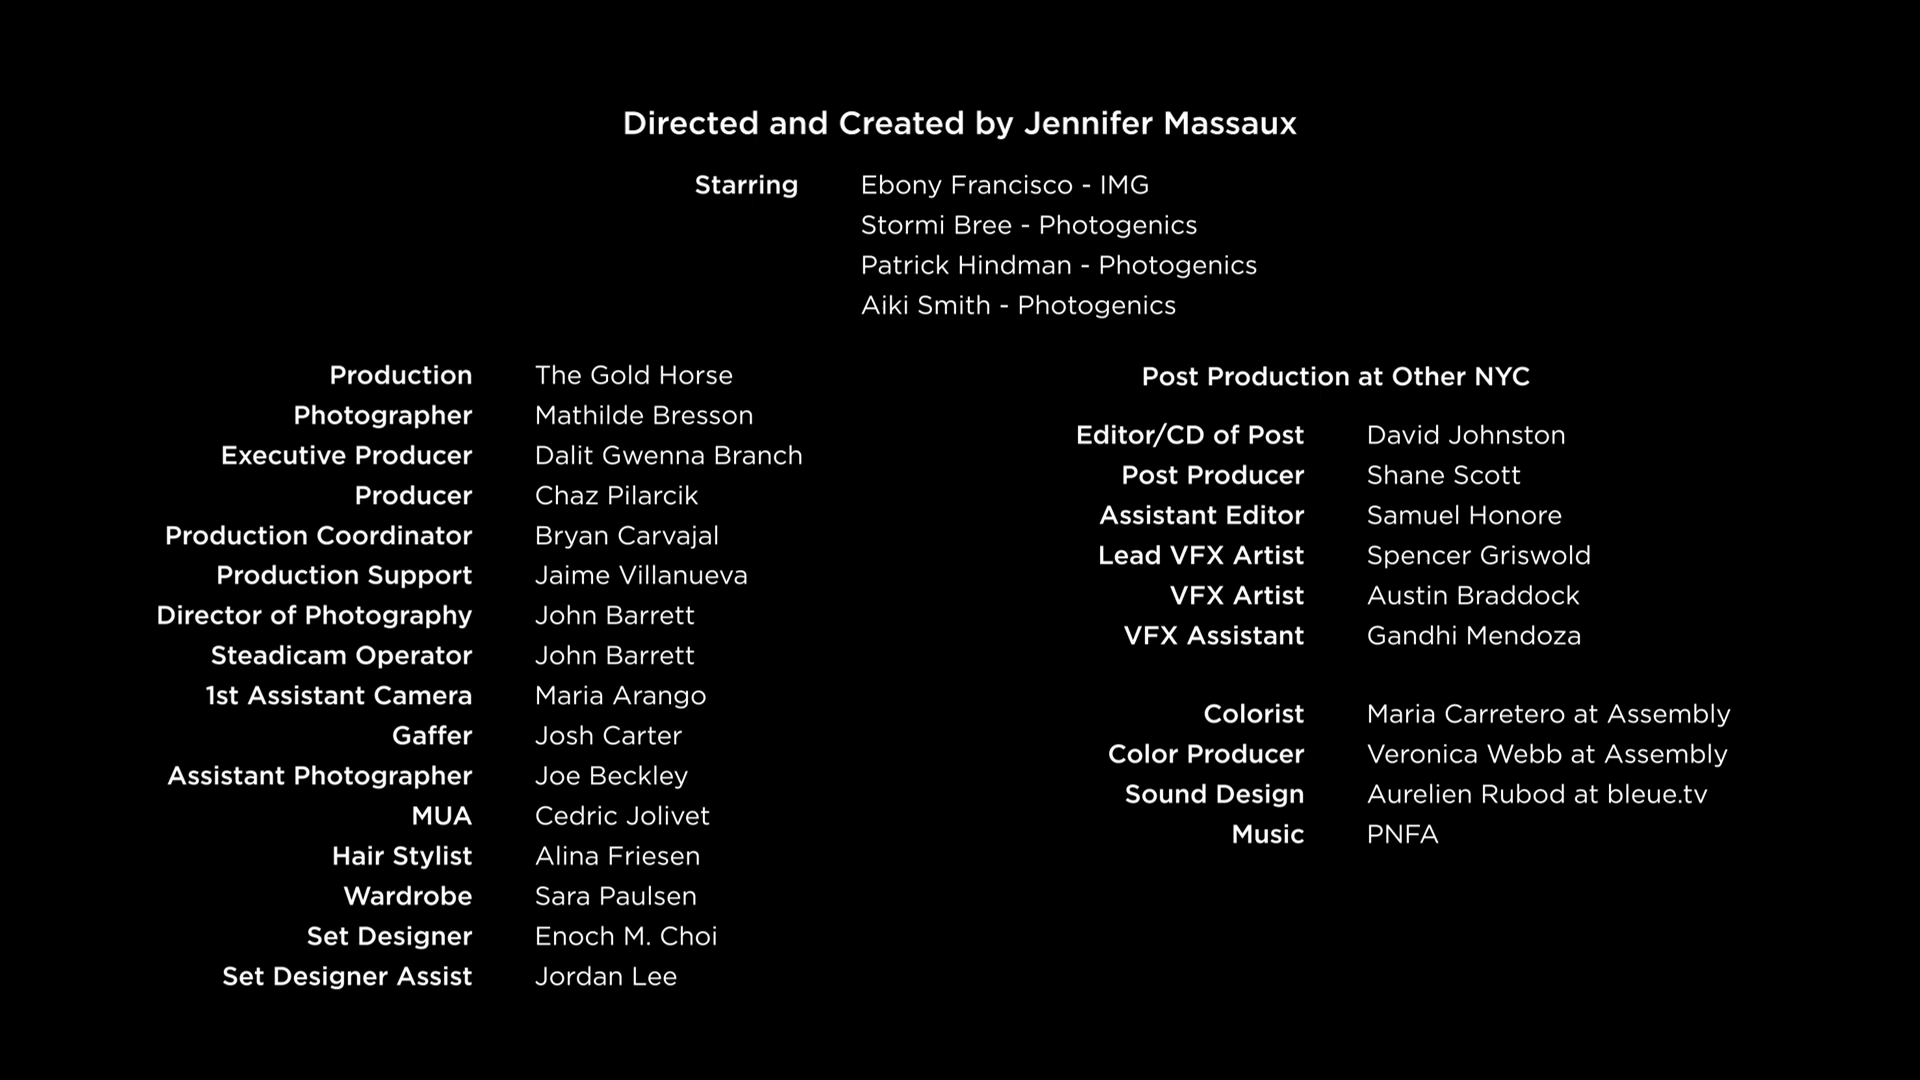 Directed and Created by Jennifer Massaux
Starring Ebony Francisco - IMG
Stormi Bree - Photogenics
Patrick Hindman - Photogenics
Aiki Smith - Photogenics
Production The Gold Horse
Photographer Mathilde Bresson
Executive Producer Dalit Gwenna Branch
Producer Chaz Pilarcik
Production Coordinator Bryan Carvajal
Production Support Jaime Villanueva
Director of Photography John Barrett
Steadicam Operator John Barrett
1st Assistant Camera Maria Arango
Gaffer Josh Carter
Assistant Photographer Joe Beckley
MUA Cedric Jolivet
Hair Stylist Alina Friesen
Wardrobe Sara Paulsen
Set Designer Enoch M. Choi
Set Designer Assist Jordan Lee
Post Production at Other NYC
Editor/CD of Post David Johnston
Post Producer Shane Scott
Assistant Editor Samuel Honore
Lead VFX Artist Spencer Griswold
VFX Artist Austin Braddock
VFX Assistant Gandhi Mendoza
Colorist Maria Carretero at Assembly
Color Producer Veronica Webb at Assembly
Sound Design Aurelien Rubod at bleue.tv
Music PNFA